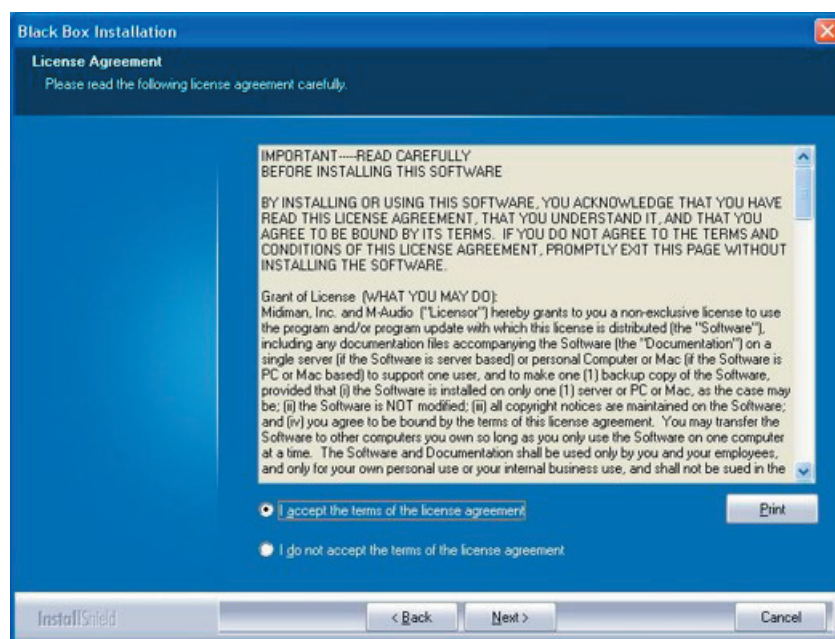 Black Box Installation
License Agreement
Please read the following license agreement carefully.
IMPORTANT----READ CAREFULLY
BEFORE INSTALLING THIS SOFTWARE
BY INSTALLING OR USING THIS SOFTWARE, YOU ACKNOWLEDGE THAT YOU HAVE
READ THIS LICENSE AGREEMENT, THAT YOU UNDERSTAND IT, AND THAT YOU
AGREE TO BE BOUND BY ITS TERMS. IF YOU DO NOT AGREE TO THE TERMS AND
CONDITIONS OF THIS LICENSE AGREEMENT, PROMPTLY EXIT THIS PAGE WITHOUT
INSTALLING THE SOFTWARE.
Grant of License (WHAT YOU MAY DO):
Midiman, Inc. and M-Audio ("Licensor") hereby grants to you a non-exclusive license to use
the program and/or program update with which this license is distributed (the "Software"),
including any documentation files accompanying the Software (the "Documentation") on a
single server (if the Software is server based) or personal Computer or Mac (if the Software is
PC or Mac based) to support one user, and to make one (1) backup copy of the Software,
provided that (i) the Software is installed on only one (1) server or PC or Mac, as the case may
be; (ii) the Software is NOT modified; (iii) all copyright notices are maintained on the Software;
and (iv) you agree to be bound by the terms of this license agreement. You may transfer the
Software to other computers you own so long as you only use the Software on one computer
at a time. The Software and Documentation shall be used only by you and your employees,
and only for your own personal use or your internal business use, and shall not be sued in the
I accept the terms of the license agreement
Print
I do not accept the terms of the license agreement
InstallShield
< Back
Next >
Cancel